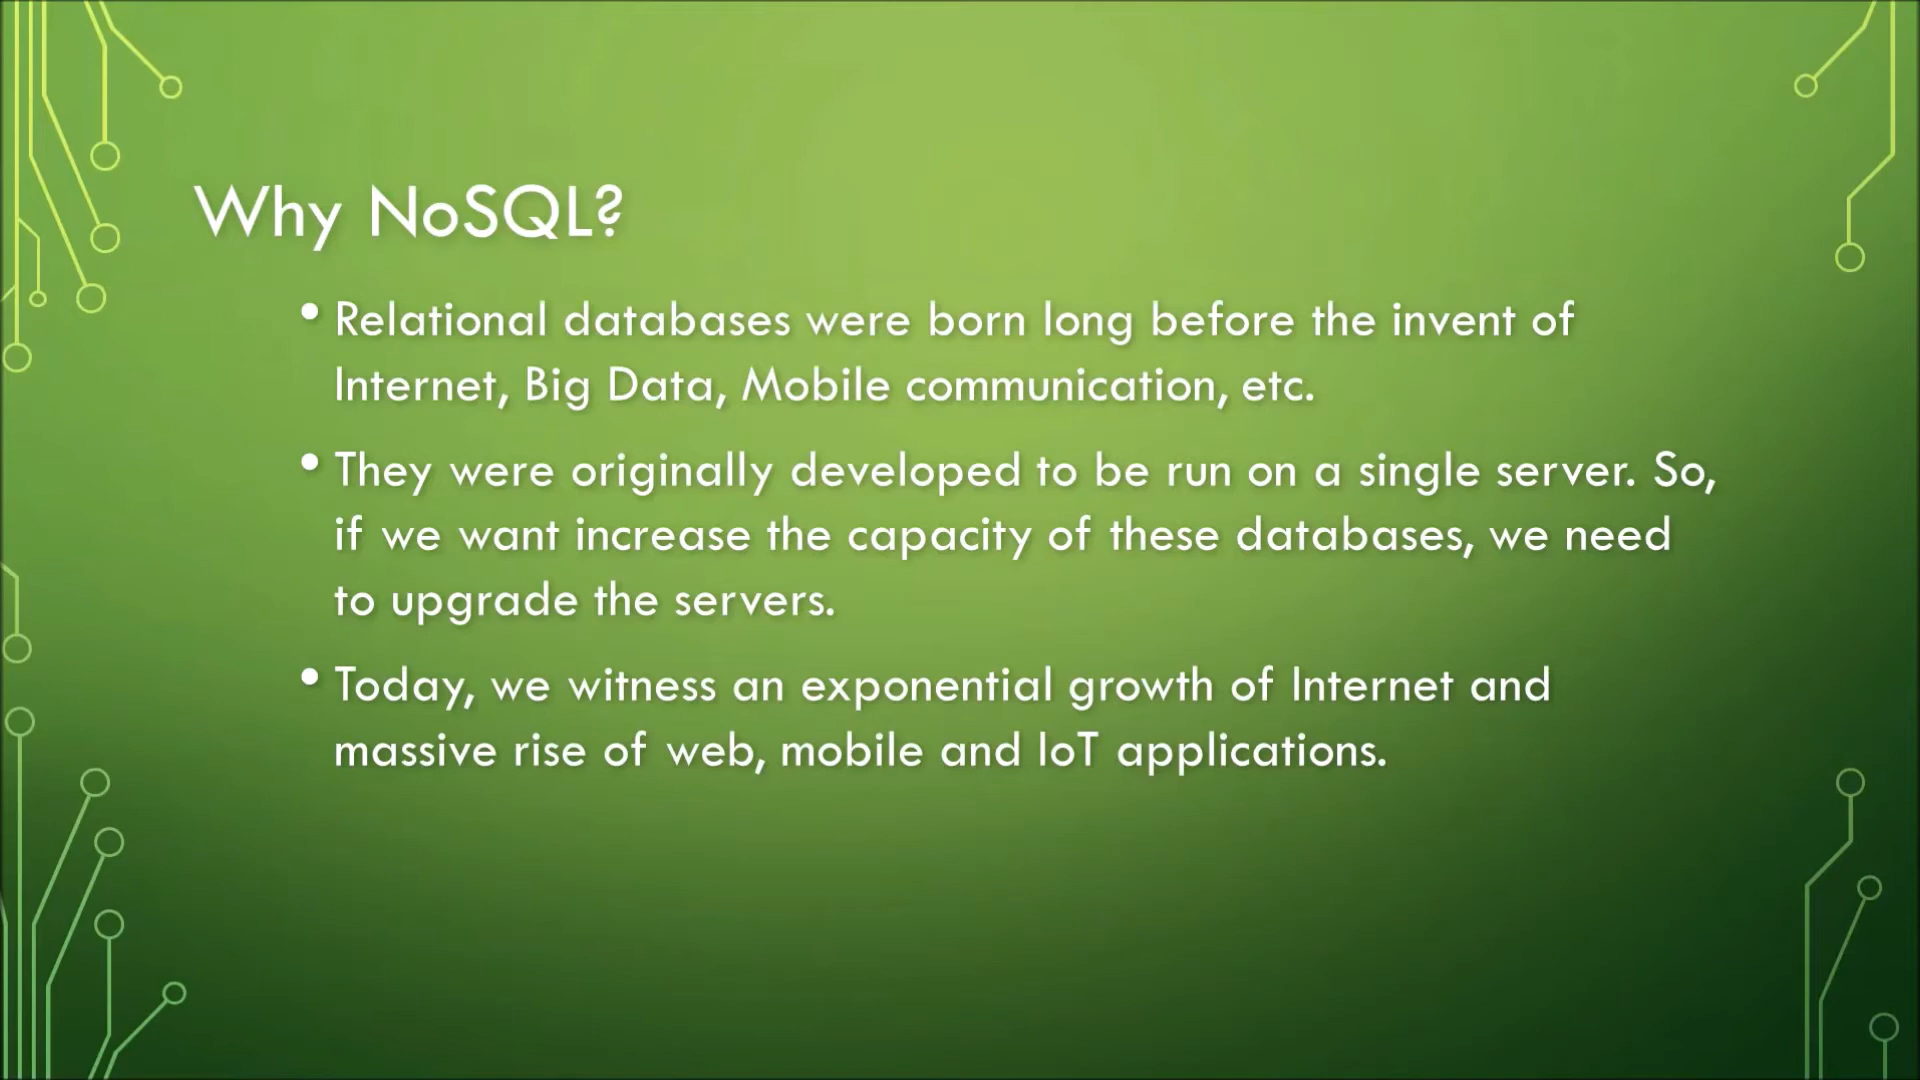 Why NoSQL?
• Relational databases were born long before the invent of
Internet, Big Data, Mobile communication, etc.
• They were originally developed to be run on a single server. So,
if we want increase the capacity of these databases, we need
to upgrade the servers.
• Today, we witness an exponential growth of Internet and
massive rise of web, mobile and IoT applications.